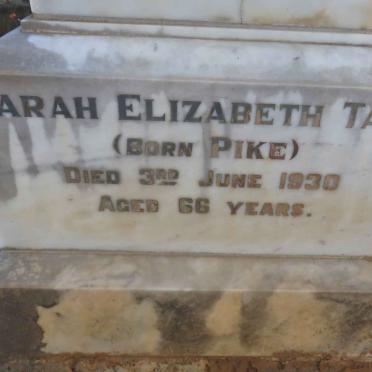 ARAH ELIZABETH TA
(BORN PIKE)
DIED 3RD JUNE 1930
AGED 66 YEARS.